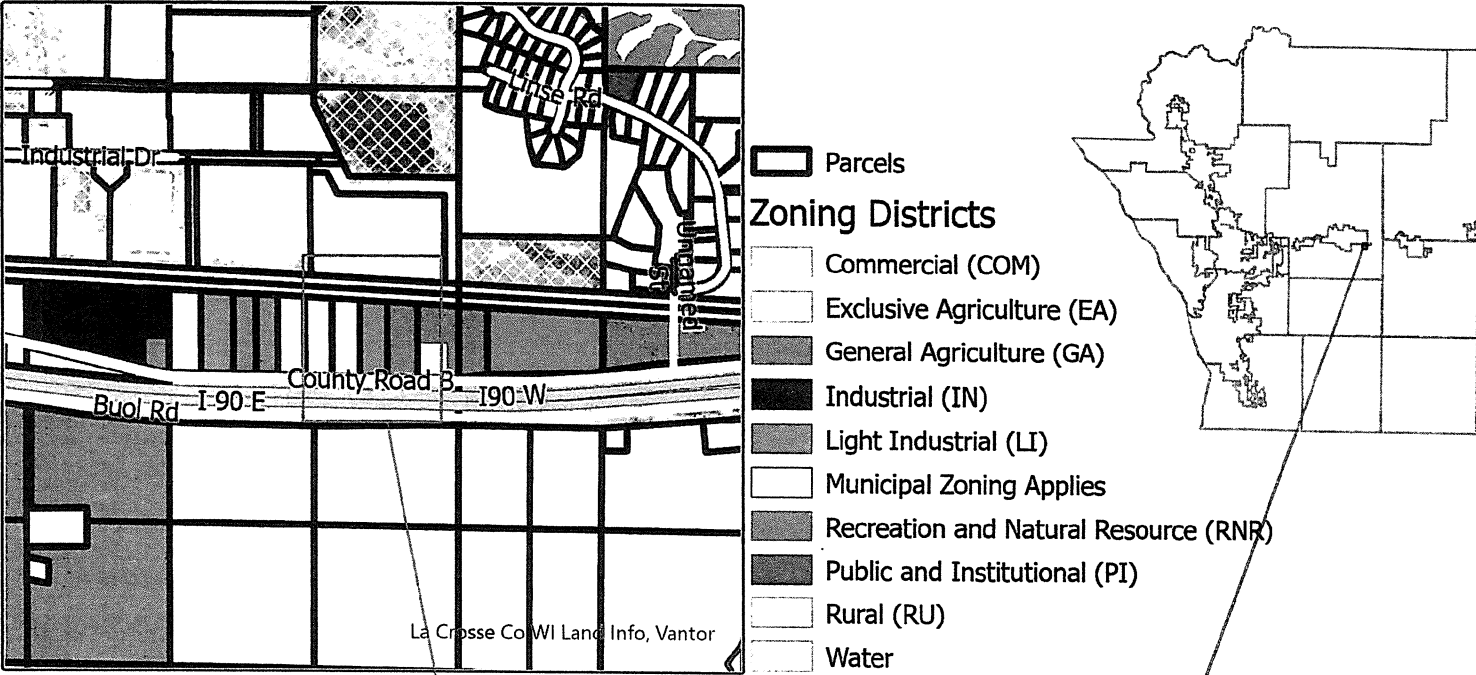 Linse Rd
Industrial Dr
Unnamed
St
County Road B
I 90 E
I90 W
Buol Rd
La Crosse Co WI Land Info, Vantor
Parcels
Zoning Districts
Commercial (COM)
Exclusive Agriculture (EA)
General Agriculture (GA)
Industrial (IN)
Light Industrial (LI)
Municipal Zoning Applies
Recreation and Natural Resource (RNR)
Public and Institutional (PI)
Rural (RU)
Water